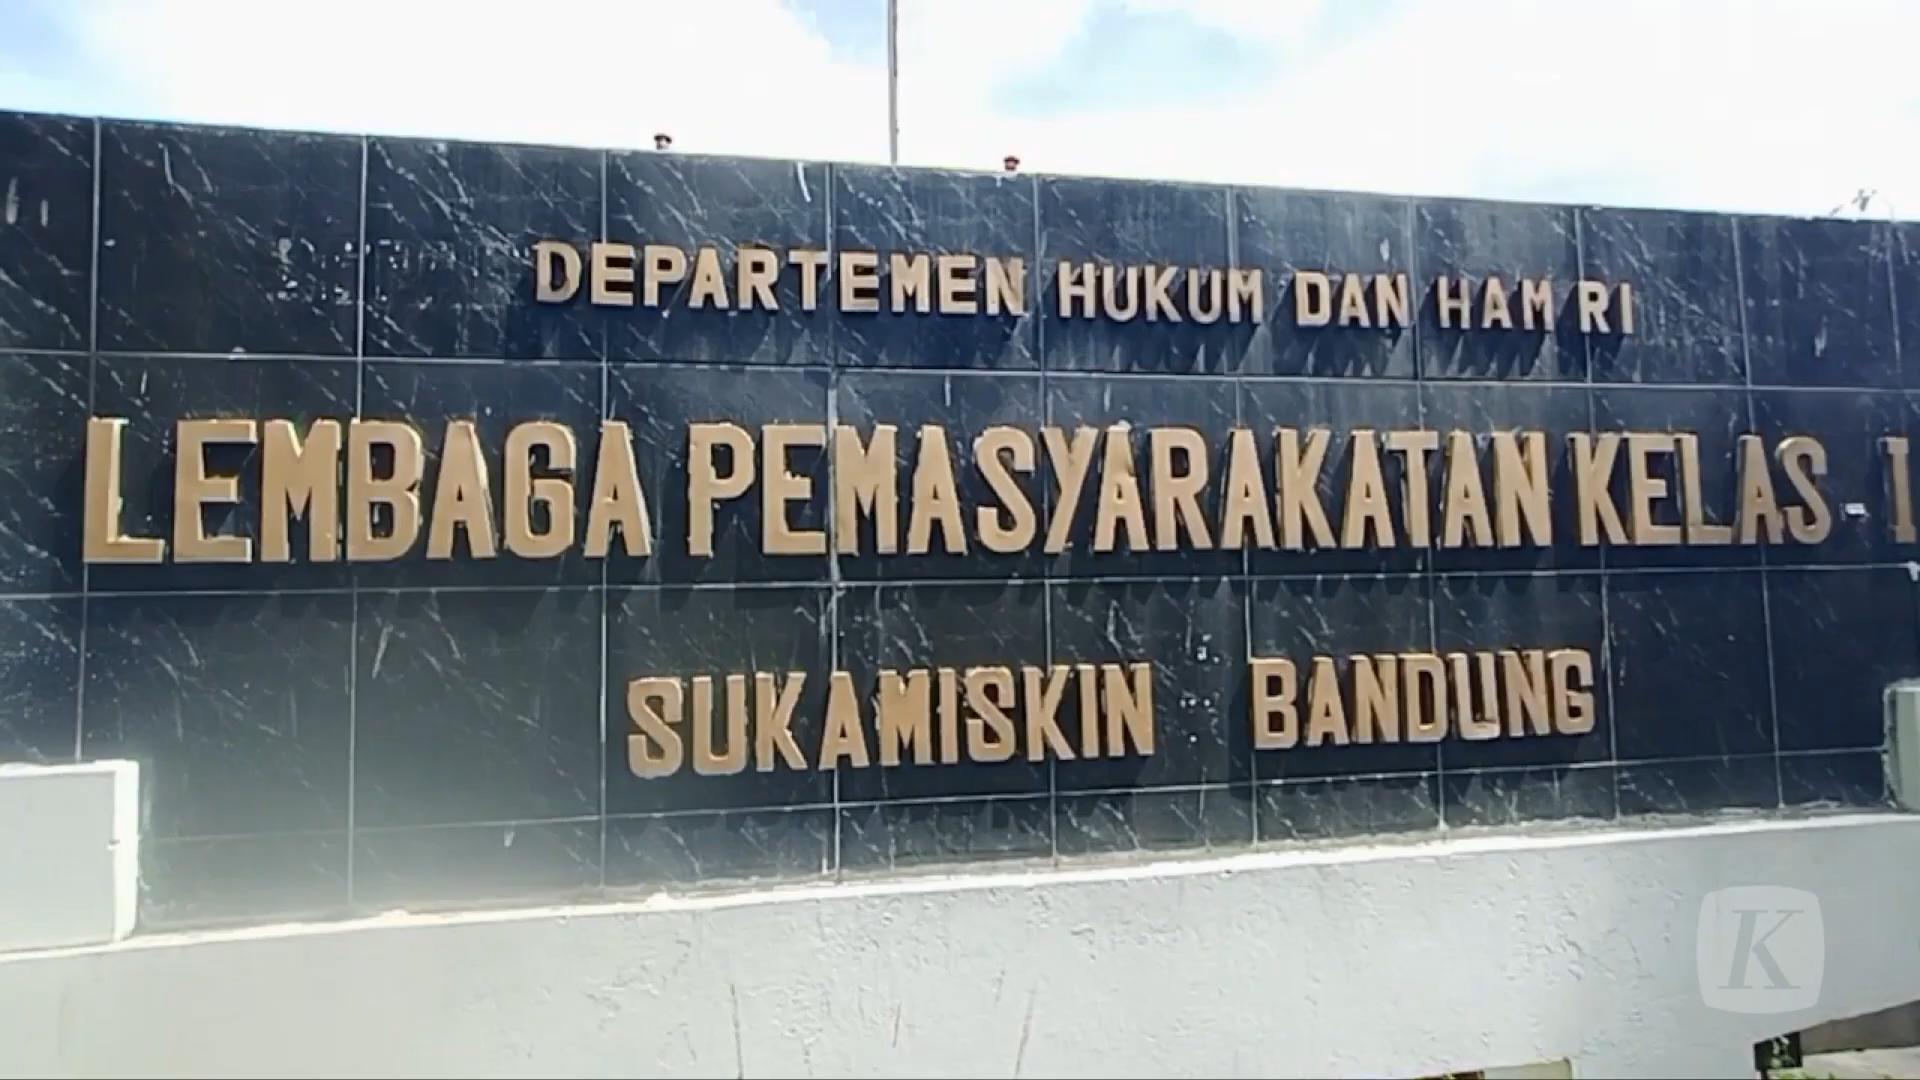 DEPARTEMEN HUKUM DAN HAM RI
LEMBAGA PEMASYARAKATAN KELAS - I
SUKAMISKIN BANDUNG
K